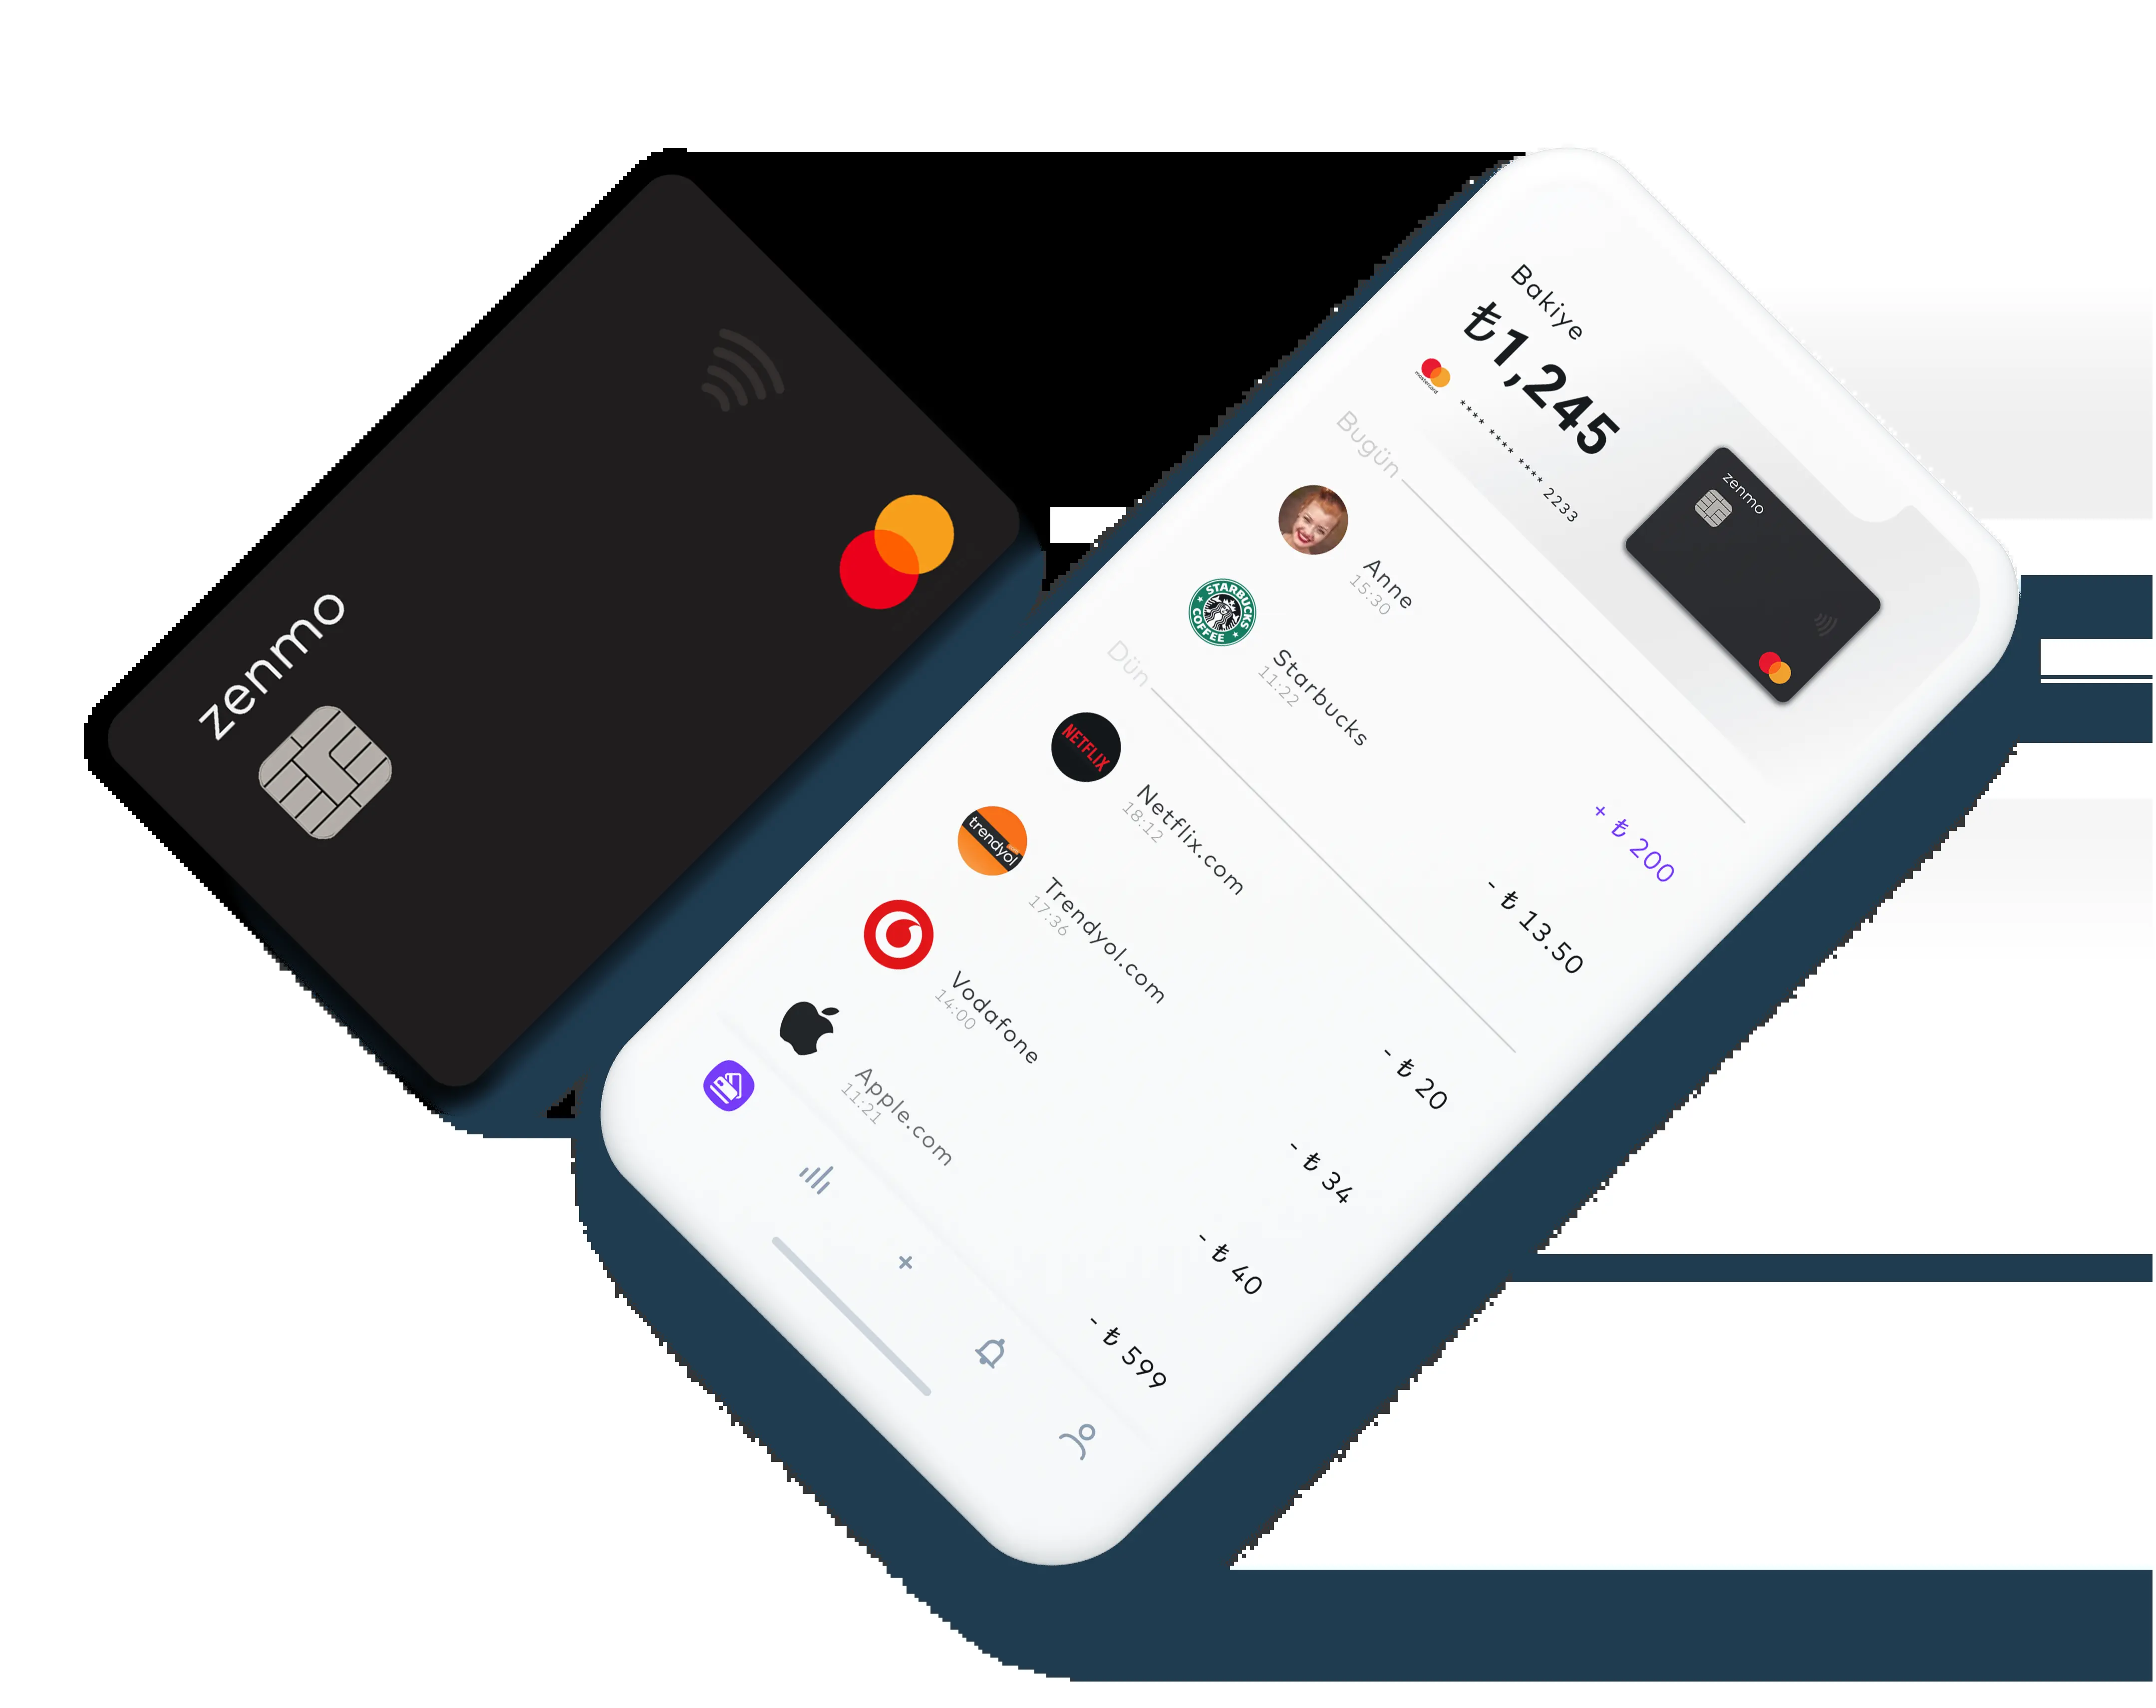 zenmo
Bakiye
₺1,245
mastercard
**** **** **** 2233
zenmo
Bugün
Anne
15:30
+ ₺ 200
STARBUCKS COFFEE
Starbucks
11:22
- ₺ 13.50
Dün
NETFLIX
Netflix.com
18:12
- ₺ 20
trendyol
Trendyol.com
17:36
- ₺ 34
Vodafone
14:00
- ₺ 40
Apple.com
11:21
- ₺ 599